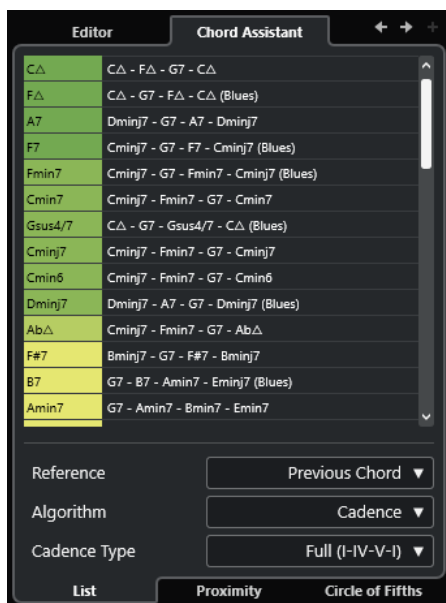 Editor Chord Assistant
C△ C△ - F△ - G7 - C△
F△ C△ - G7 - F△ - C△ (Blues)
A7 Dminj7 - G7 - A7 - Dminj7
F7 Cminj7 - G7 - F7 - Cminj7 (Blues)
Fmin7 Cminj7 - G7 - Fmin7 - Cminj7 (Blues)
Cmin7 Cminj7 - Fmin7 - G7 - Cmin7
Gsus4/7 C△ - G7 - Gsus4/7 - C△ (Blues)
Cminj7 Cminj7 - Fmin7 - G7 - Cminj7
Cmin6 Cminj7 - Fmin7 - G7 - Cmin6
Dminj7 Dminj7 - A7 - G7 - Dminj7 (Blues)
Ab△ Cminj7 - Fmin7 - G7 - Ab△
F#7 Bminj7 - G7 - F#7 - Bminj7
B7 G7 - B7 - Amin7 - Eminj7 (Blues)
Amin7 G7 - Amin7 - Bmin7 - Emin7
Reference Previous Chord
Algorithm Cadence
Cadence Type Full (I-IV-V-I)
List Proximity Circle of Fifths